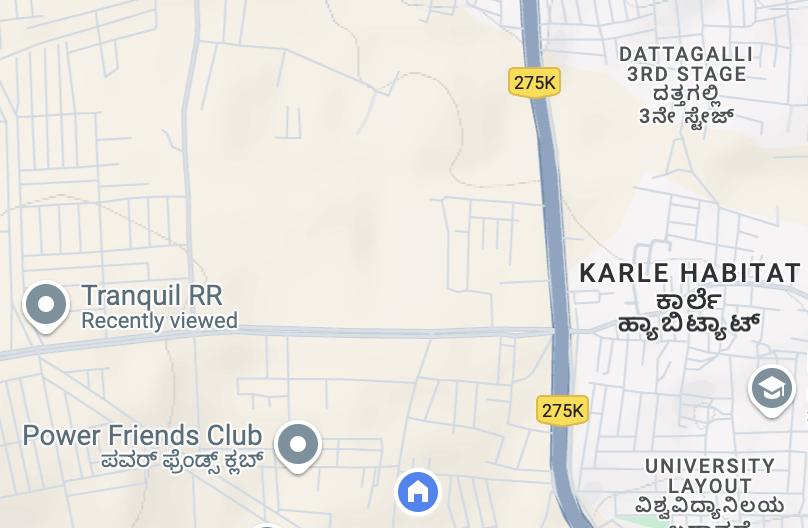 DATTAGALLI
3RD STAGE
ದತ್ತಗಲ್ಲಿ
3ನೇ ಸ್ಟೇಜ್
275K
KARLE HABITAT
ಕಾರ್ಲೆ
ಹ್ಯಾಬಿಟ್ಯಾಟ್
Tranquil RR
Recently viewed
275K
Power Friends Club
ಪವರ್ ಫ್ರೆಂಡ್ಸ್ ಕ್ಲಬ್
UNIVERSITY
LAYOUT
ವಿಶ್ವವಿದ್ಯಾನಿಲಯ